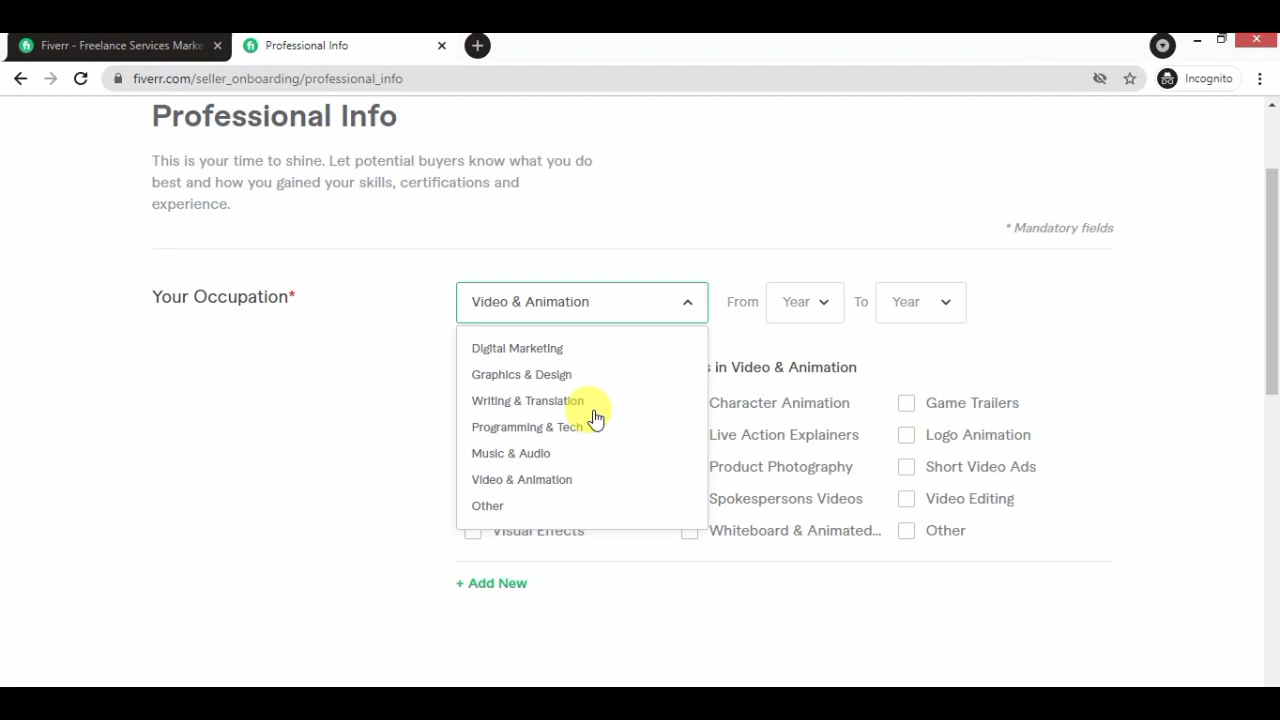 Fiverr - Freelance Services Marke
Professional Info
fiverr.com/seller_onboarding/professional_info
Incognito
Professional Info
This is your time to shine. Let potential buyers know what you do
best and how you gained your skills, certifications and
experience.
* Mandatory fields
Your Occupation*
Video & Animation
From Year To Year
Digital Marketing
Graphics & Design
Writing & Translation
Programming & Tech
Music & Audio
Video & Animation
Other
in Video & Animation
Character Animation
Game Trailers
Live Action Explainers
Logo Animation
Product Photography
Short Video Ads
Spokespersons Videos
Video Editing
Visual Effects
Whiteboard & Animated...
Other
+ Add New